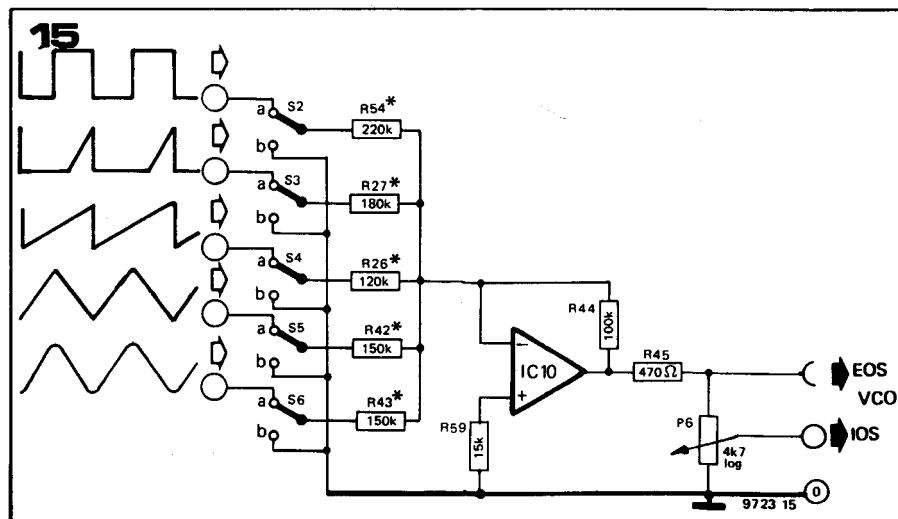 15
a
S2
R54*
220k
b
a
S3
R27*
180k
b
a
S4
R26*
120k
b
a
S5
R42*
150k
b
a
S6
R43*
150k
b
R59
15k
IC10
−
+
R44
100k
R45
470Ω
P6
4k7
log
EOS
VCO
IOS
0
9723 15